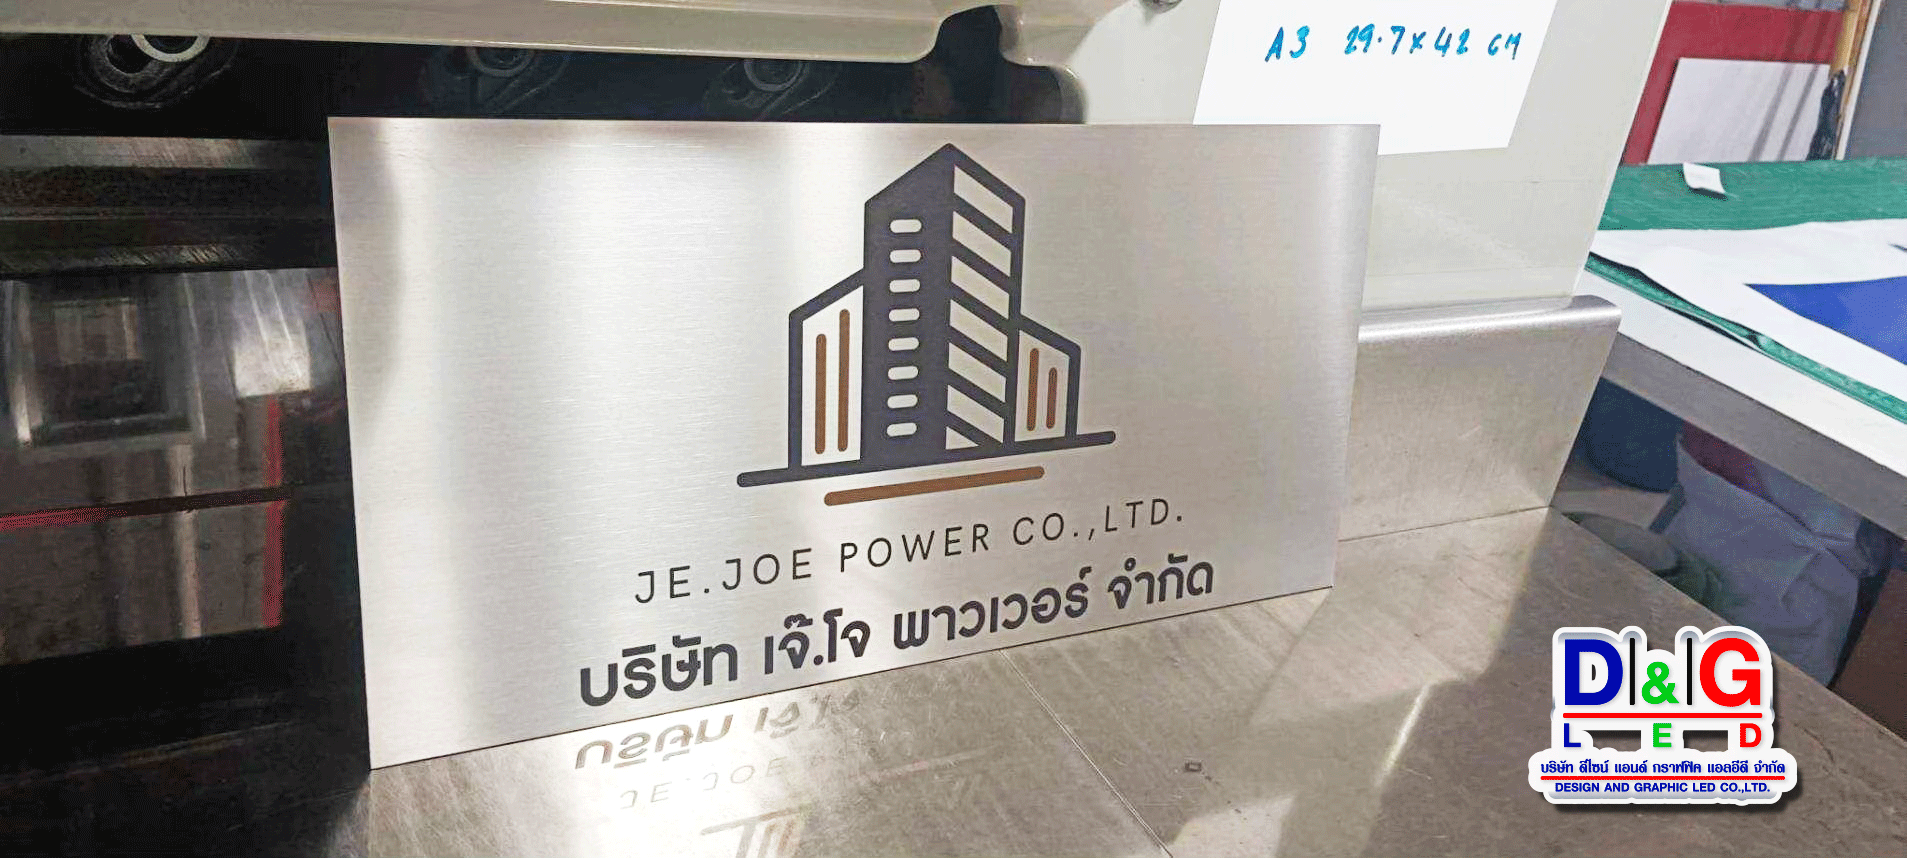 A3 29.7x42 CM
JE.JOE POWER CO.,LTD.
บริษัท เจ๊.โจ พาวเวอร์ จำกัด
D&G
LED
บริษัท ดีไซน์ แอนด์ กราฟฟิค แอลอีดี จำกัด
DESIGN AND GRAPHIC LED CO.,LTD.